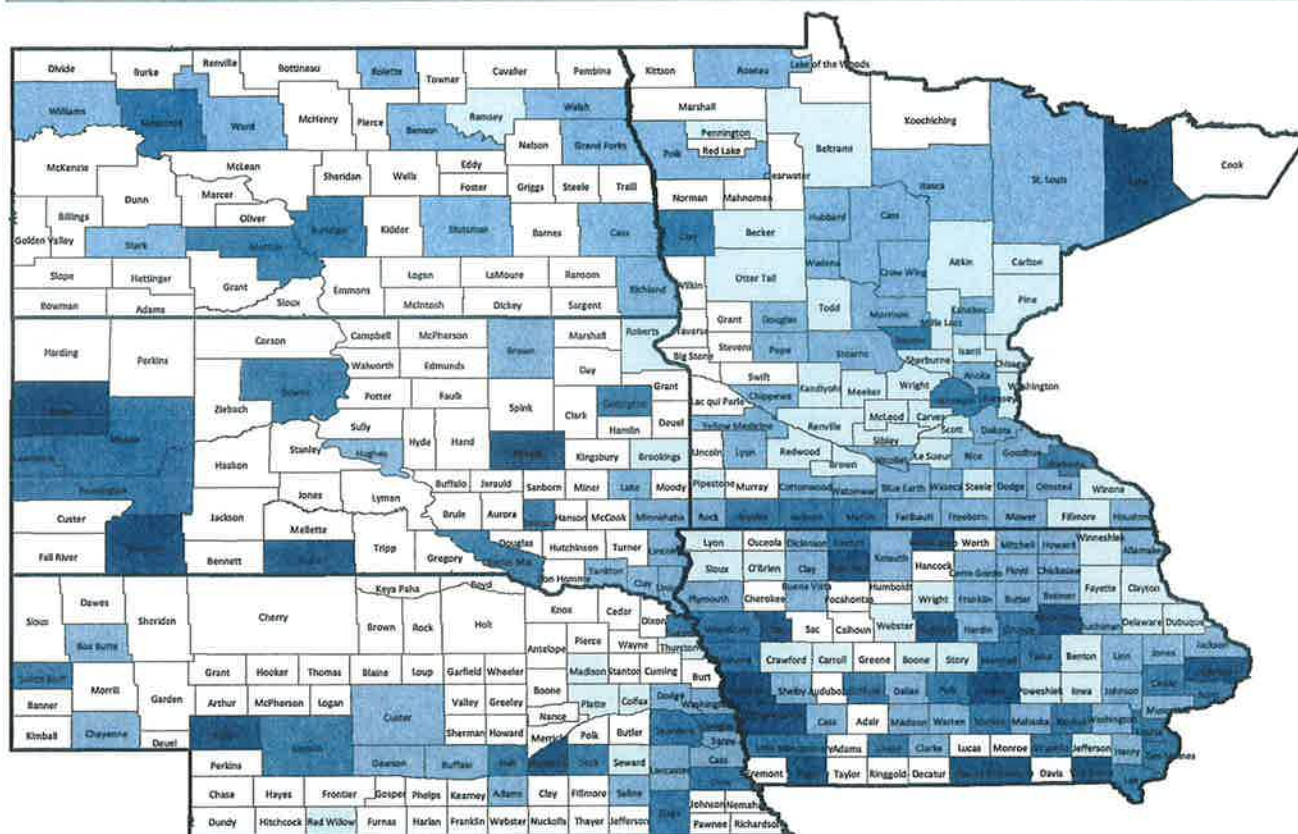 Divide Burke Renville Bottineau Rolette Towner Cavalier Pembina Kittson Roseau Lake of the Woods
Williams Ward McHenry Pierce Benson Ramsey Walsh Marshall Koochiching
Pennington Beltrami
Nelson Grand Forks Polk Red Lake St. Louis Cook
McKenzie McLean Sheridan Wells Eddy Clearwater Itasca
Dunn Marcer Foster Griggs Steele Traill Norman Mahnomen
Billings Oliver Hubbard Cass
Golden Valley Stark Kidder Stutsman Barnes Cass Clay Becker
Wadena Crow Wing Aitkin Carlton
Slope Hettinger Grant Emmons Logan LaMoure Ransom Richland Wilkin Otter Tail
Bowman Adams Sioux McIntosh Dickey Sargent Todd Morrison Mille Lacs Pine
Campbell McPherson Marshall Roberts Traverse Grant Douglas
Harding Perkins Corson Walworth Edmunds Brown Day Big Stone Stevens Pope Stearns Sherburne Isanti
Ziebach Potter Faulk Spink Clark Grant Swift Kandiyohi Meeker Wright Anoka Washington
Sully Hyde Hand Hamlin Deuel Lac qui Parle Chippewa McLeod Carver
Haakon Stanley Hughes Kingsbury Brookings Yellow Medicine Renville Sibley Scott Dakota
Lincoln Lyon Redwood Brown Le Sueur Rice Goodhue
Jones Lyman Buffalo Jerauld Sanborn Miner Lake Moody Pipestone Murray Cottonwood Watonwan Blue Earth Waseca Steele Dodge Olmsted Winona
Custer Jackson Mellette Brule Aurora Hanson McCook Minnehaha Rock Martin Faribault Freeborn Mower Fillmore Houston
Fall River Bennett Tripp Gregory Douglas Hutchinson Turner Lincoln
Lyon Osceola Dickinson Worth Mitchell Howard Winneshiek
Yankton Clay Sioux O'Brien Clay Kossuth Hancock Cerro Gordo Floyd Chickasaw
Dawes Keya Paha Boyd Plymouth Cherokee Buena Vista Pocahontas Humboldt Wright Franklin Butler Bremer Fayette Clayton
Sioux Sheridan Cherry Brown Rock Holt Knox Cedar Dixon
Box Butte Antelope Pierce Wayne Thurston Sac Calhoun Webster Hardin Buchanan Delaware Dubuque
Morrill Garden Grant Hooker Thomas Blaine Loup Garfield Wheeler Madison Stanton Cuming Burt Crawford Carroll Greene Boone Story Benton Linn Jones Jackson
Banner Arthur McPherson Logan Custer Valley Greeley Boone Platte Colfax Dodge Washington Shelby Audubon Dallas Polk Poweshiek Iowa Johnson
Kimball Cheyenne Deuel Nance Cass Adair Madison Warren Mahaska Washington
Sherman Howard Merrick Polk Butler Adams Clarke Lucas Monroe Jefferson Henry
Perkins Dawson Buffalo Hall Seward Lancaster Cass Taylor Ringgold Decatur Davis Lee
Chase Hayes Frontier Gosper Phelps Kearney Adams Clay Fillmore Saline Johnson Nemaha
Dundy Hitchcock Red Willow Furnas Harlan Franklin Webster Nuckolls Thayer Jefferson Gage Pawnee Richardson